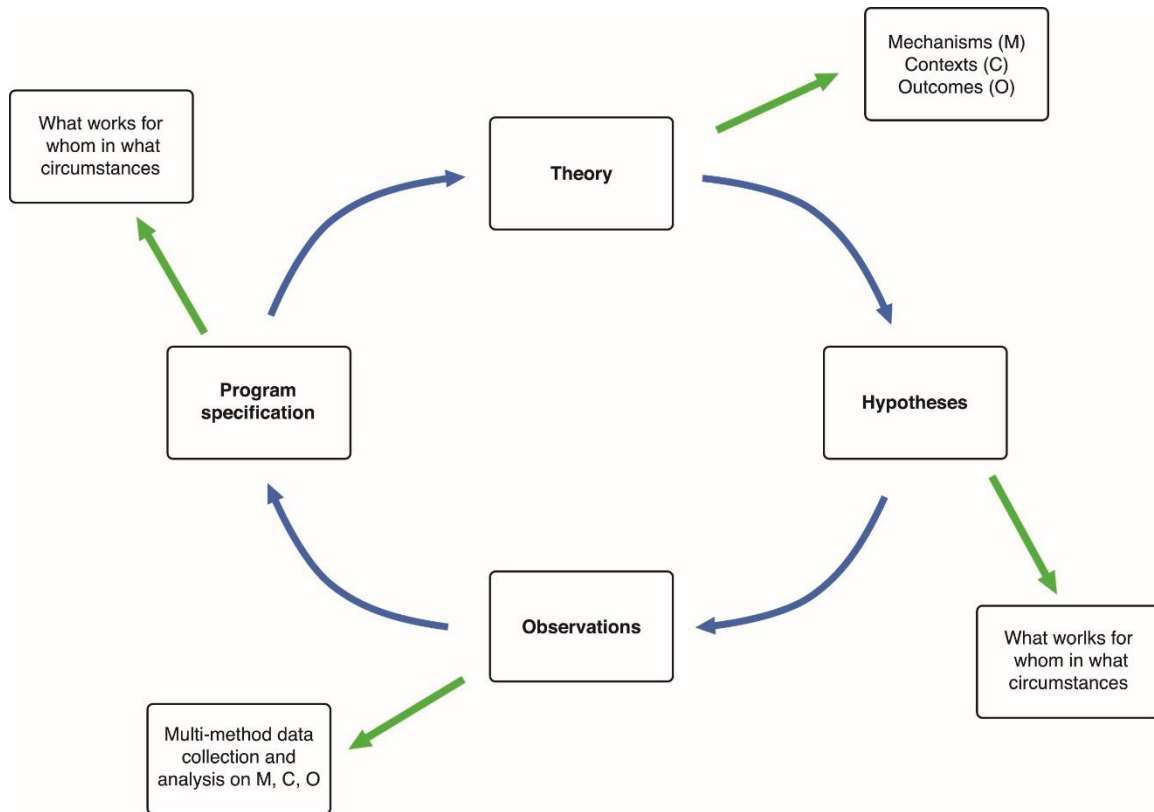 Mechanisms (M)
Contexts (C)
Outcomes (O)
What works for
whom in what
circumstances
Theory
Program
specification
Hypotheses
Observations
What worlks for
whom in what
circumstances
Multi-method data
collection and
analysis on M, C, O